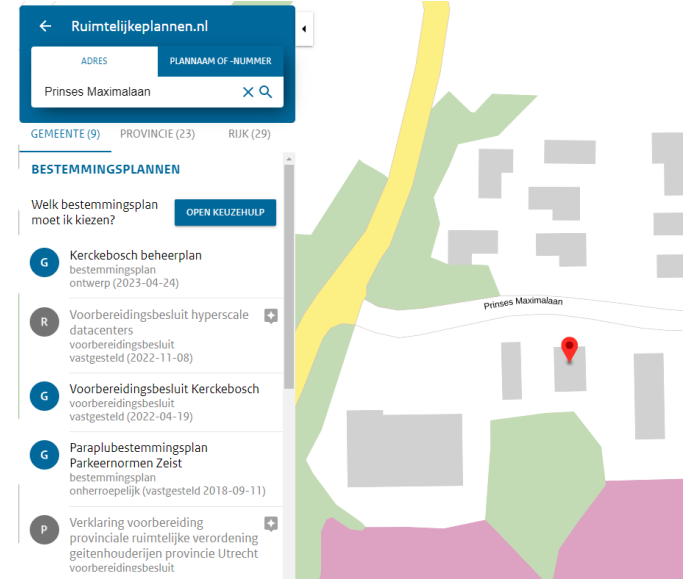 Ruimtelijkeplannen.nl
ADRES
PLANNAAM OF -NUMMER
Prinses Maximalaan
GEMEENTE (9)
PROVINCIE (23)
RIJK (29)
BESTEMMINGSPLANNEN
Welk bestemmingsplan
moet ik kiezen?
OPEN KEUZEHULP
G
Kerckebosch beheerplan
bestemmingsplan
ontwerp (2023-04-24)
R
Voorbereidingsbesluit hyperscale
datacenters
voorbereidingsbesluit
vastgesteld (2022-11-08)
G
Voorbereidingsbesluit Kerckebosch
voorbereidingsbesluit
vastgesteld (2022-04-19)
G
Paraplubestemmingsplan
Parkeernormen Zeist
bestemmingsplan
onherroepelijk (vastgesteld 2018-09-11)
P
Verklaring voorbereiding
provinciale ruimtelijke verordening
geitenhouderijen provincie Utrecht
voorbereidingsbesluit
Prinses Maximalaan